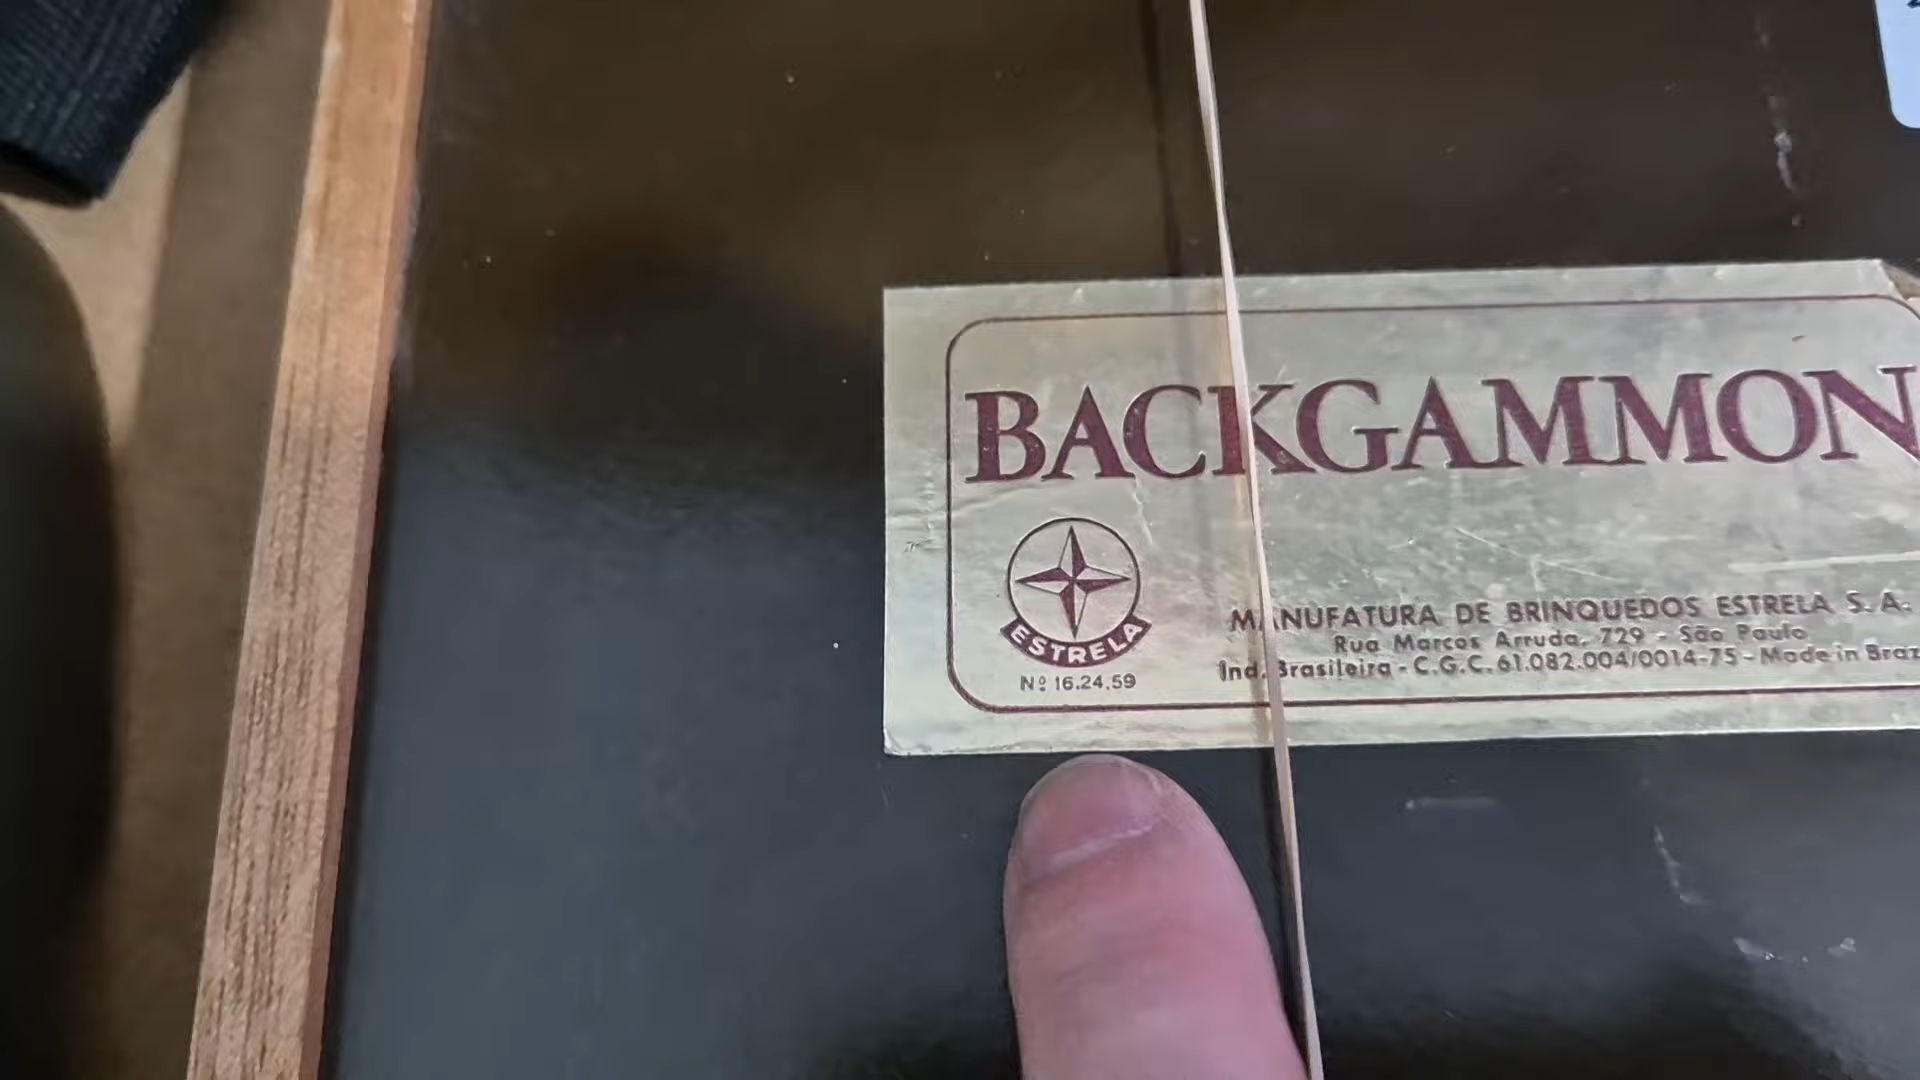 BACKGAMMON
ESTRELA
Nº 16.24.59
MANUFATURA DE BRINQUEDOS ESTRELA S. A.
Rua Marcos Arruda, 729 - São Paulo
Ind. Brasileira - C.G.C. 61.082.004/0014-75 - Made in Braz